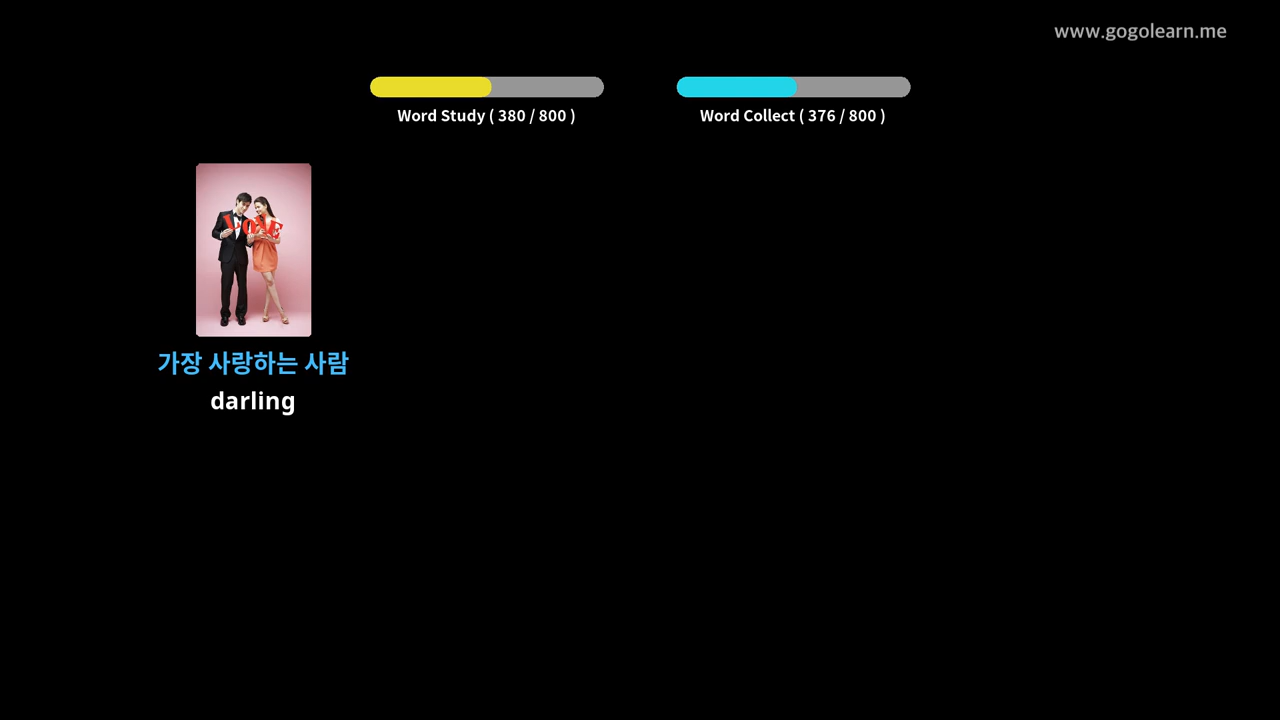 www.gogolearn.me
Word Study ( 380 / 800 )
Word Collect ( 376 / 800 )
LOVE
가장 사랑하는 사람
darling